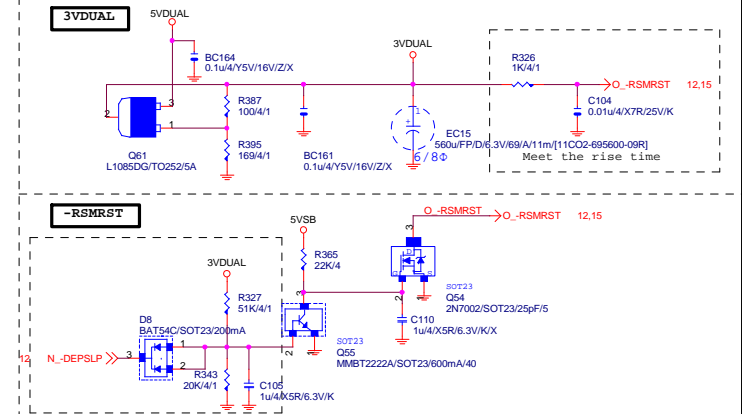 3VDUAL
5VDUAL
BC164
0.1u/4/Y5V/16V/Z/X
3VDUAL
R326
1K/4/1
O_-RSMRST 12,15
C104
0.01u/4/X7R/25V/K
2
3
1
R387
100/4/1
Q61
L1085DG/TO252/5A
R395
169/4/1
BC161
0.1u/4/Y5V/16V/Z/X
1
EC15
560u/FP/D/6.3V/69/A/11m/[11CO2-695600-09R]
6/8Φ
Meet the rise time
-RSMRST
5VSB
O_-RSMRST
O_-RSMRST 12,15
R365
22K/4
3
D
G
S
2
1
SOT23
Q54
2N7002/SOT23/25pF/5
3VDUAL
R327
51K/4/1
D8
BAT54C/SOT23/200mA
3
2
1
C110
1u/4/X5R/6.3V/K/X
SOT23
Q55
MMBT2222A/SOT23/600mA/40
12 N_-DEPSLP
3
1
2
R343
20K/4/1
C105
1u/4/X5R/6.3V/K